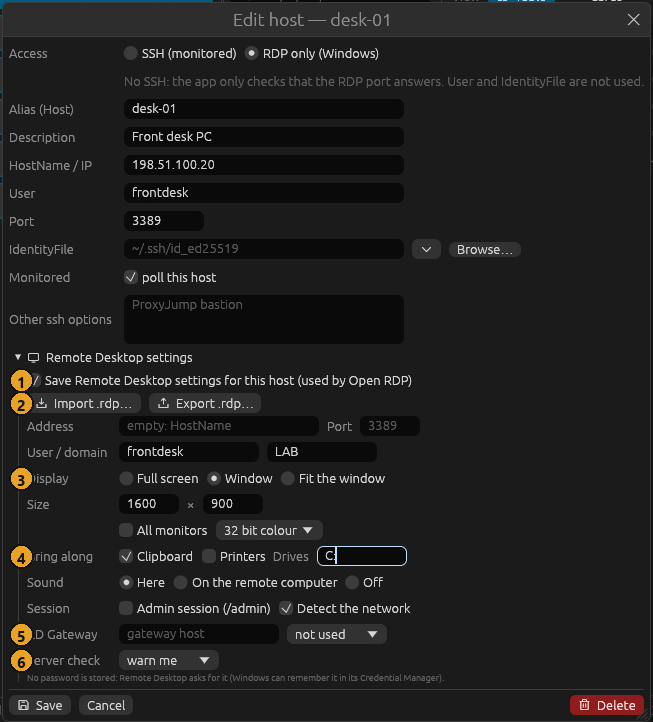 Edit host — desk-01
Access SSH (monitored) RDP only (Windows)
No SSH: the app only checks that the RDP port answers. User and IdentityFile are not used.
Alias (Host) desk-01
Description Front desk PC
HostName / IP 198.51.100.20
User frontdesk
Port 3389
IdentityFile ~/.ssh/id_ed25519 Browse...
Monitored poll this host
ProxyJump bastion
Other ssh options
Remote Desktop settings
1 Save Remote Desktop settings for this host (used by Open RDP)
2 Import .rdp... Export .rdp...
Address empty: HostName Port 3389
User / domain frontdesk LAB
3 isplay Full screen Window Fit the window
Size 1600 × 900
All monitors 32 bit colour
4 ring along Clipboard Printers Drives C:
Sound Here On the remote computer Off
Session Admin session (/admin) Detect the network
5 D Gateway gateway host not used
6 erver check warn me
No password is stored: Remote Desktop asks for it (Windows can remember it in its Credential Manager).
Save Cancel Delete